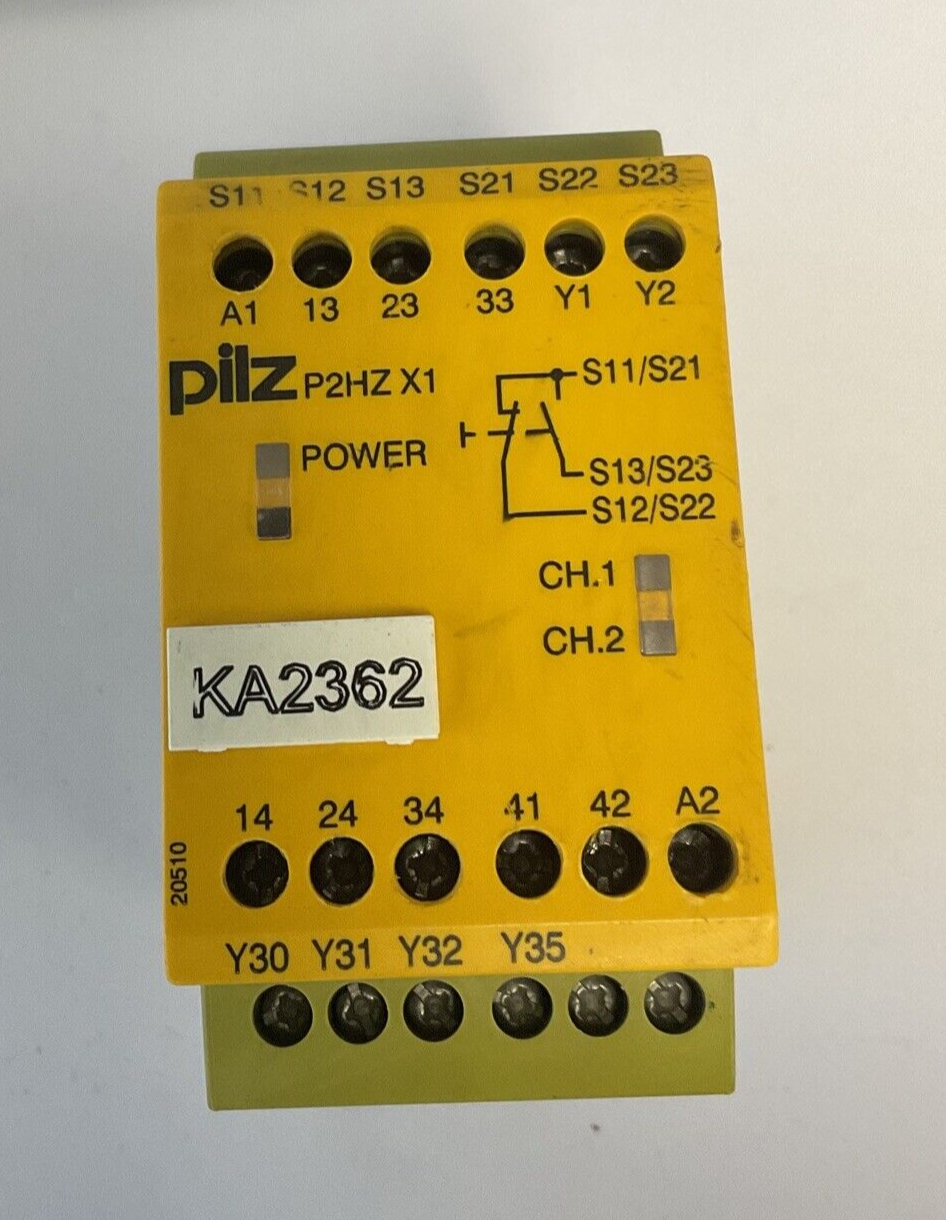 S11 S12 S13 S21 S22 S23
A1 13 23 33 Y1 Y2
pilz P2HZ X1
S11/S21
POWER
S13/S23
S12/S22
CH.1
CH.2
KA2362
14 24 34 41 42 A2
20510
Y30 Y31 Y32 Y35